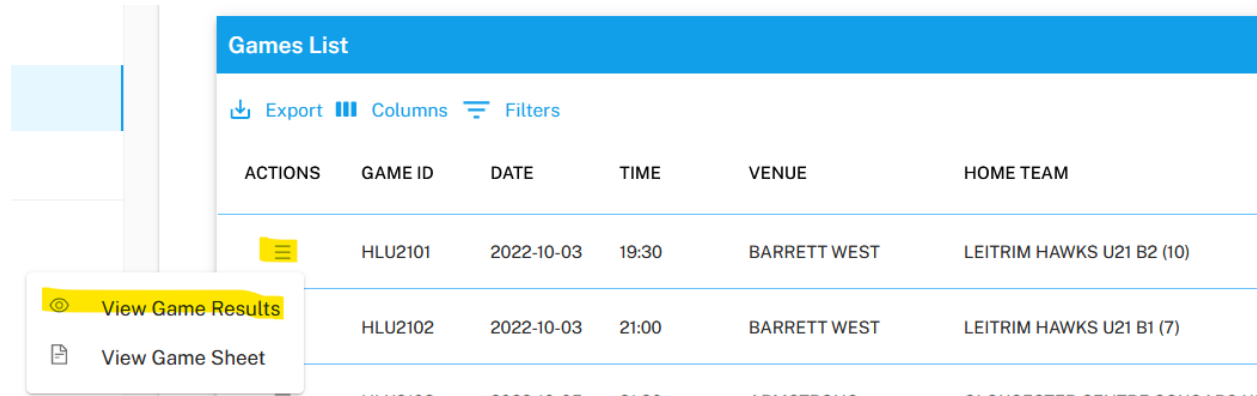 Games List
Export Columns Filters
ACTIONS GAME ID DATE TIME VENUE HOME TEAM
HLU2101 2022-10-03 19:30 BARRETT WEST LEITRIM HAWKS U21 B2 (10)
View Game Results
HLU2102 2022-10-03 21:00 BARRETT WEST LEITRIM HAWKS U21 B1 (7)
View Game Sheet